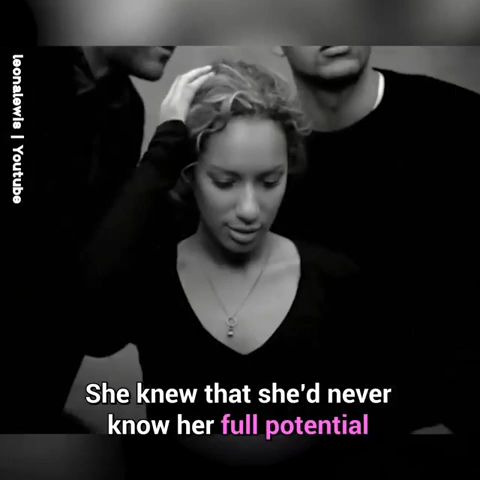 leonalewis | Youtube
She knew that she'd never
know her full potential